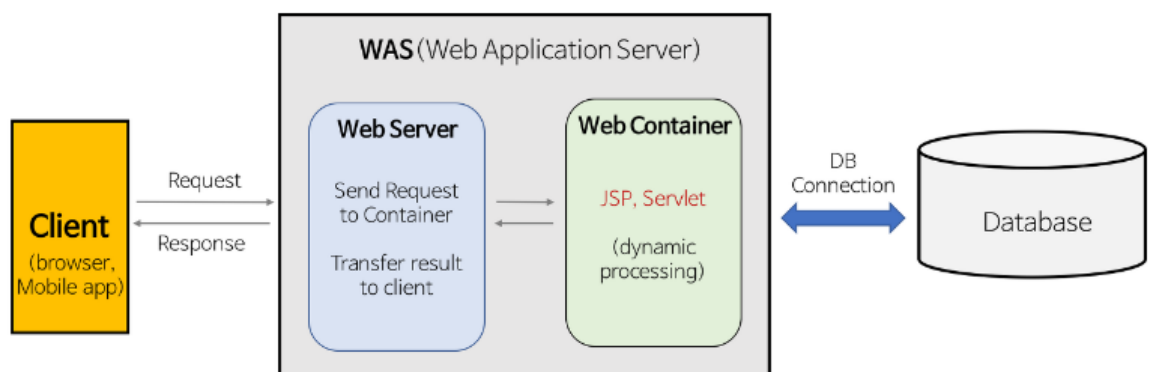 WAS (Web Application Server)
Client
(browser,
Mobile app)
Request
Response
Web Server
Send Request
to Container
Transfer result
to client
Web Container
JSP, Servlet
(dynamic
processing)
DB
Connection
Database